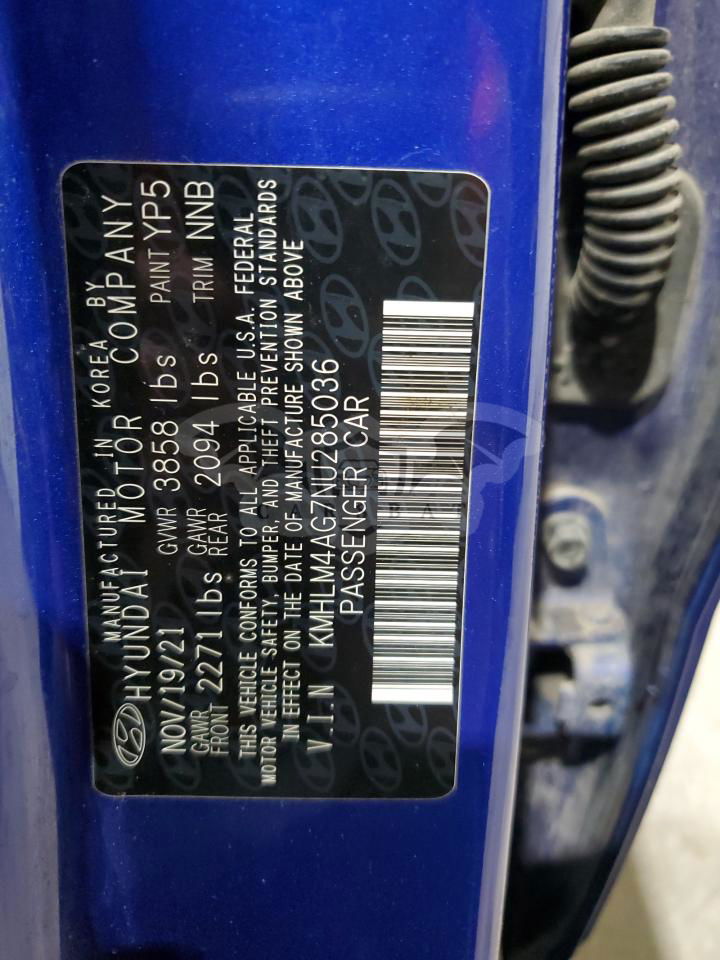 MANUFACTURED IN KOREA BY
HYUNDAI MOTOR COMPANY
NOV/19/21 GVWR 3858 lbs PAINT YP5
GAWR FRONT 2271 lbs GAWR REAR 2094 lbs TRIM NNB
THIS VEHICLE CONFORMS TO ALL APPLICABLE U.S.A. FEDERAL
MOTOR VEHICLE SAFETY, BUMPER, AND THEFT PREVENTION STANDARDS
IN EFFECT ON THE DATE OF MANUFACTURE SHOWN ABOVE
V.I.N KMHLM4AG7NU285036
PASSENGER CAR